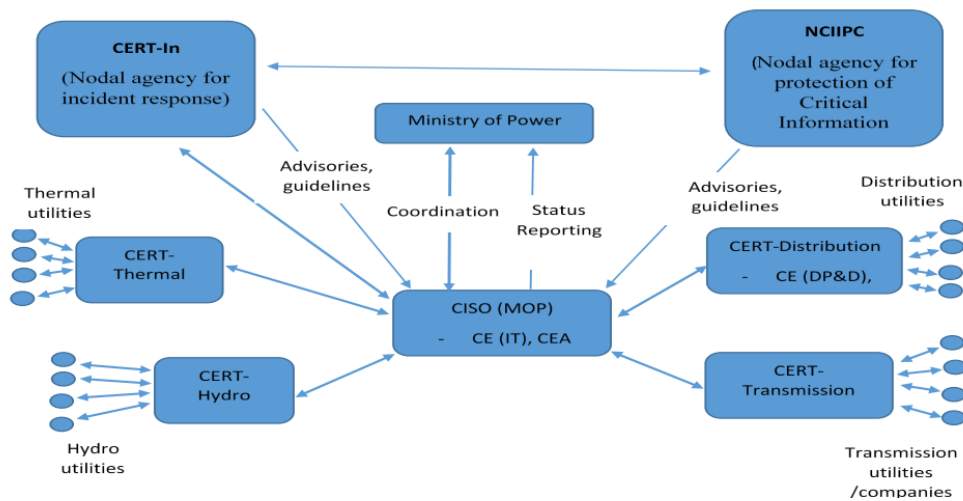 CERT-In
(Nodal agency for
incident response)
NCIIPC
(Nodal agency for
protection of
Critical
Information
Ministry of Power
Advisories,
guidelines
Coordination
Status
Reporting
Advisories,
guidelines
Thermal
utilities
Distribution
utilities
CERT-
Thermal
CERT-Distribution
- CE (DP&D),
CISO (MOP)
- CE (IT), CEA
CERT-
Hydro
CERT-
Transmission
Hydro
utilities
Transmission
utilities
/companies